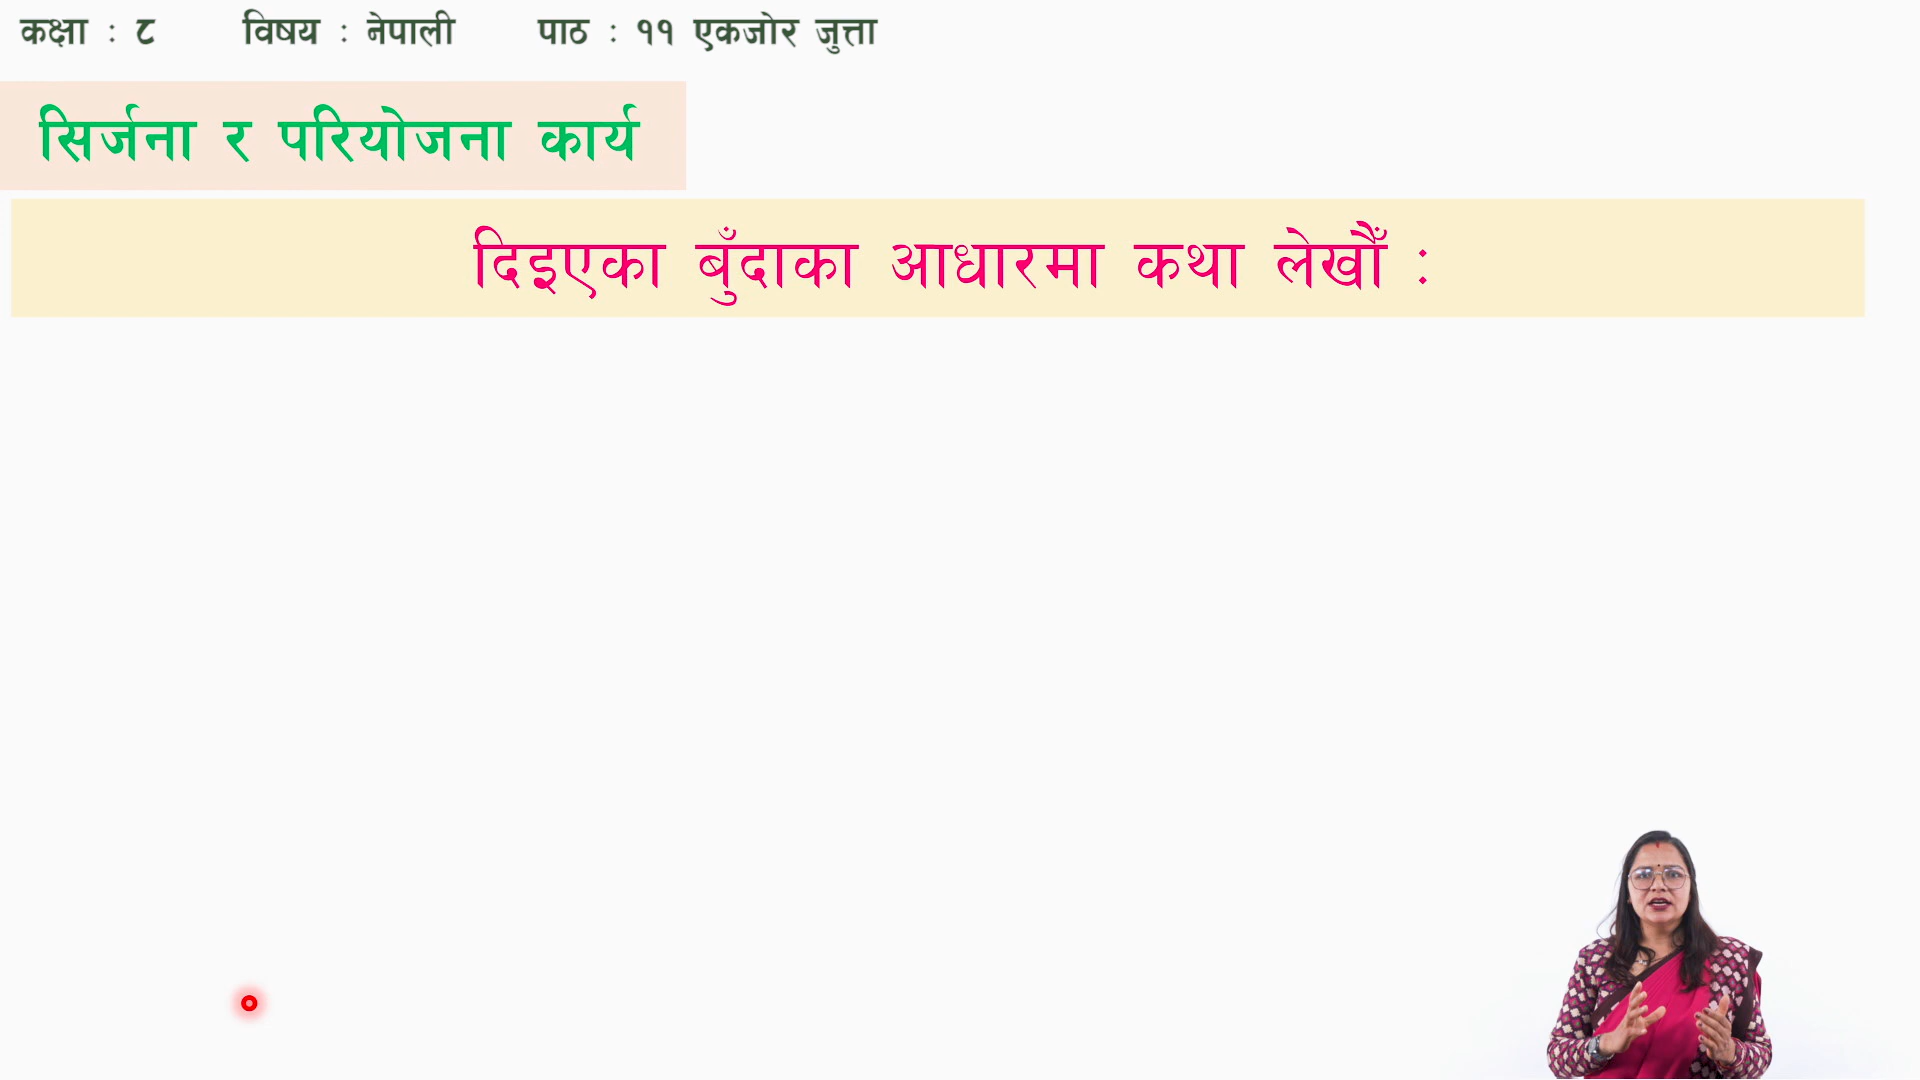 कक्षा : ८ विषय : नेपाली पाठ : ११ एकजोर जुत्ता
सिर्जना र परियोजना कार्य
दिइएका बुँदाका आधारमा कथा लेखौँ :